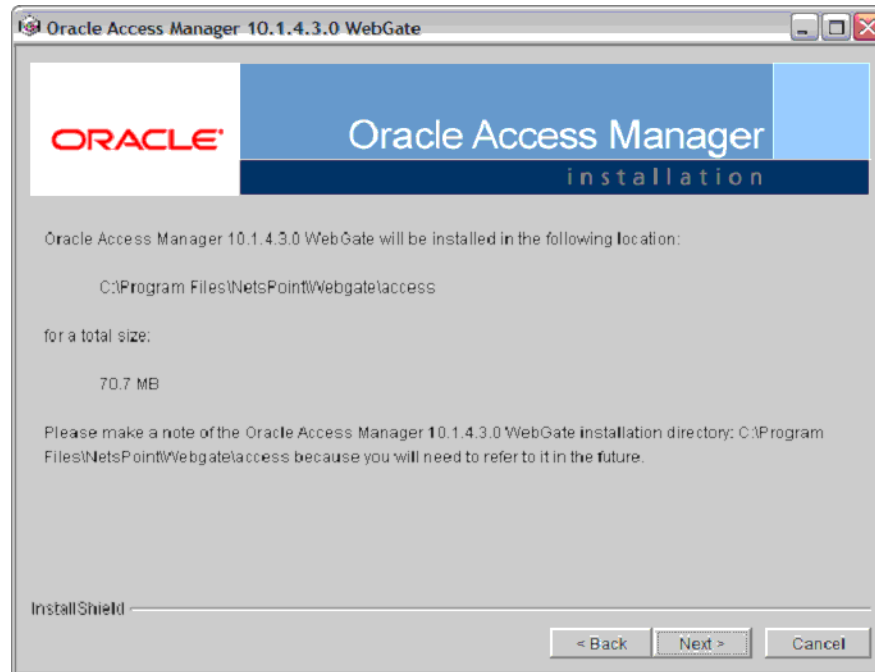 Oracle Access Manager 10.1.4.3.0 WebGate
ORACLE®
Oracle Access Manager
installation
Oracle Access Manager 10.1.4.3.0 WebGate will be installed in the following location:
C:\Program Files\NetsPoint\Webgate\access
for a total size:
70.7 MB
Please make a note of the Oracle Access Manager 10.1.4.3.0 WebGate installation directory: C:\Program
Files\NetsPoint\Webgate\access because you will need to refer to it in the future.
InstallShield
< Back
Next >
Cancel